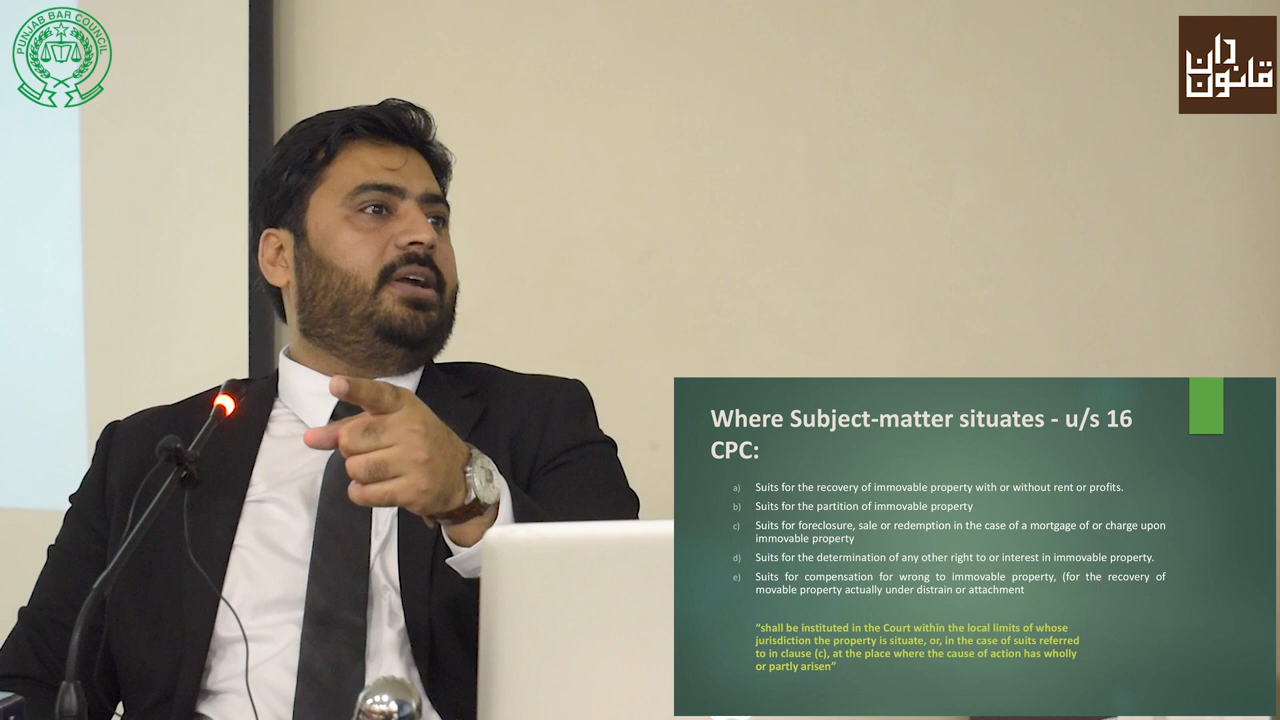 PUNJAB BAR COUNCIL
قانون دان
Where Subject-matter situates - u/s 16
CPC:
a) Suits for the recovery of immovable property with or without rent or profits.
b) Suits for the partition of immovable property
c) Suits for foreclosure, sale or redemption in the case of a mortgage of or charge upon
immovable property
d) Suits for the determination of any other right to or interest in immovable property.
e) Suits for compensation for wrong to immovable property, (for the recovery of
movable property actually under distrain or attachment
“shall be instituted in the Court within the local limits of whose
jurisdiction the property is situate, or, in the case of suits referred
to in clause (c), at the place where the cause of action has wholly
or partly arisen”